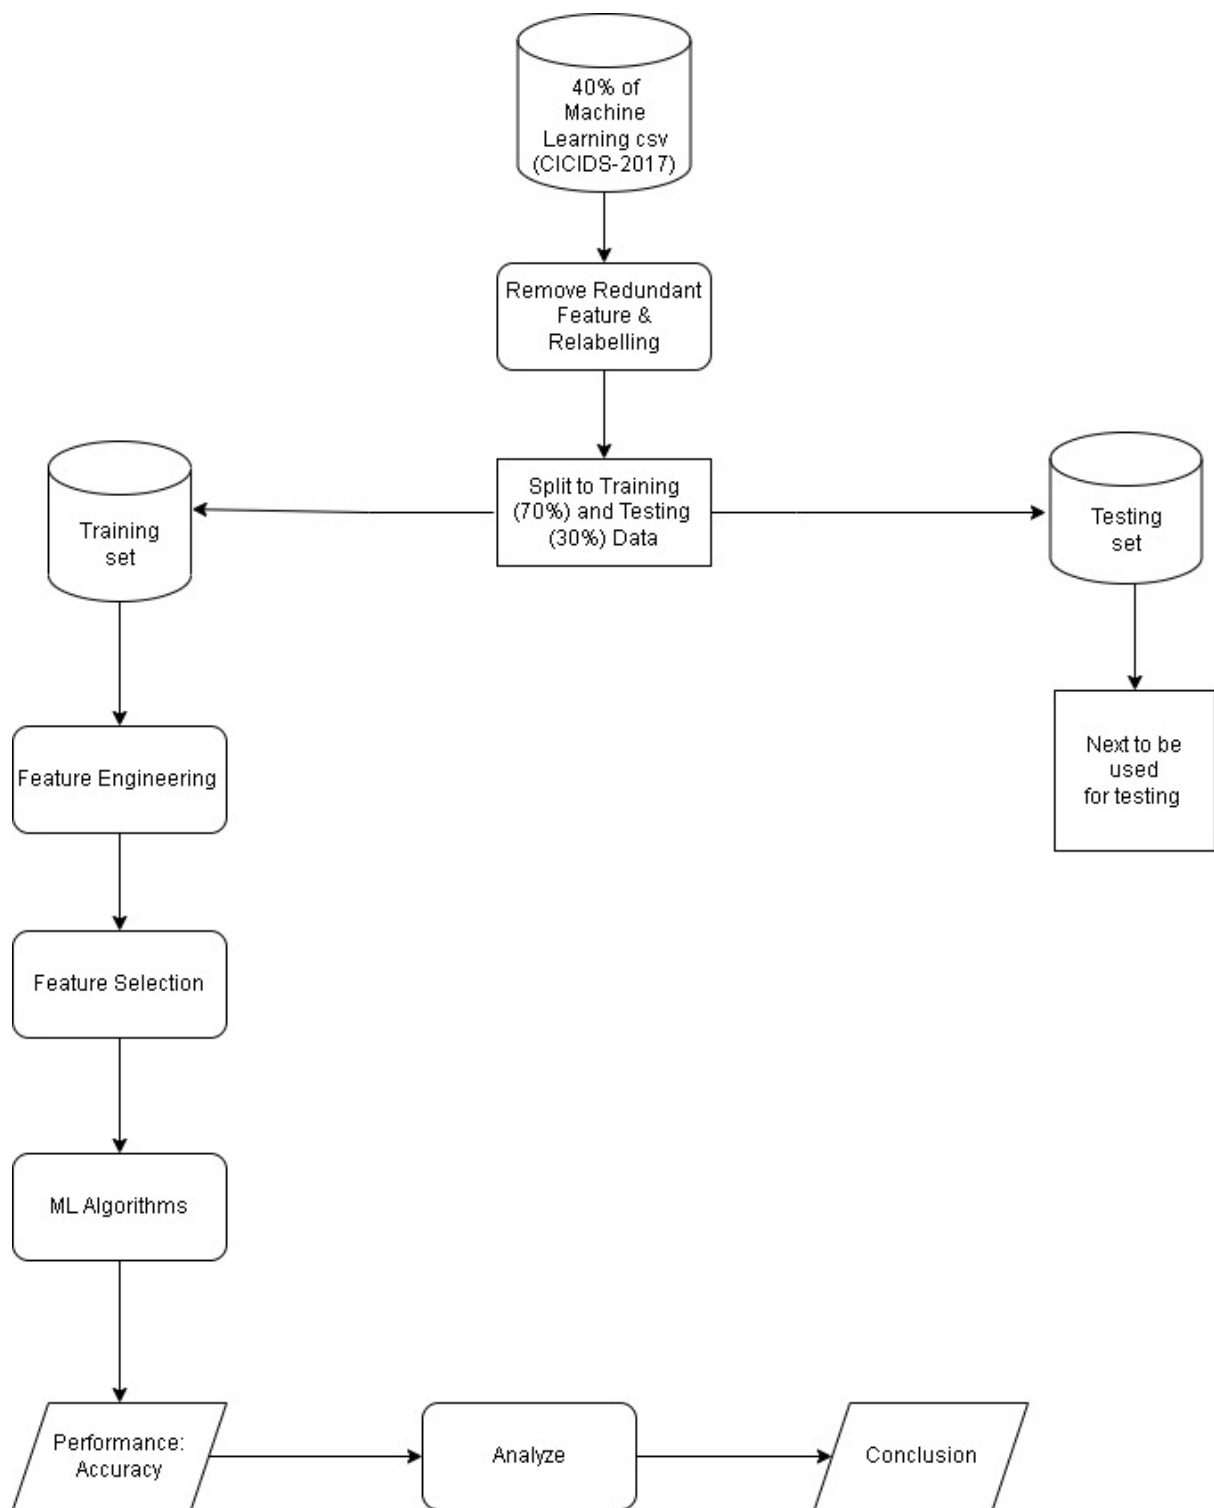 40% of
Machine
Learning csv
(CICIDS-2017)
Remove Redundant
Feature &
Relabelling
Split to Training
(70%) and Testing
(30%) Data
Training
set
Testing
set
Feature Engineering
Next to be
used
for testing
Feature Selection
ML Algorithms
Performance:
Accuracy
Analyze
Conclusion